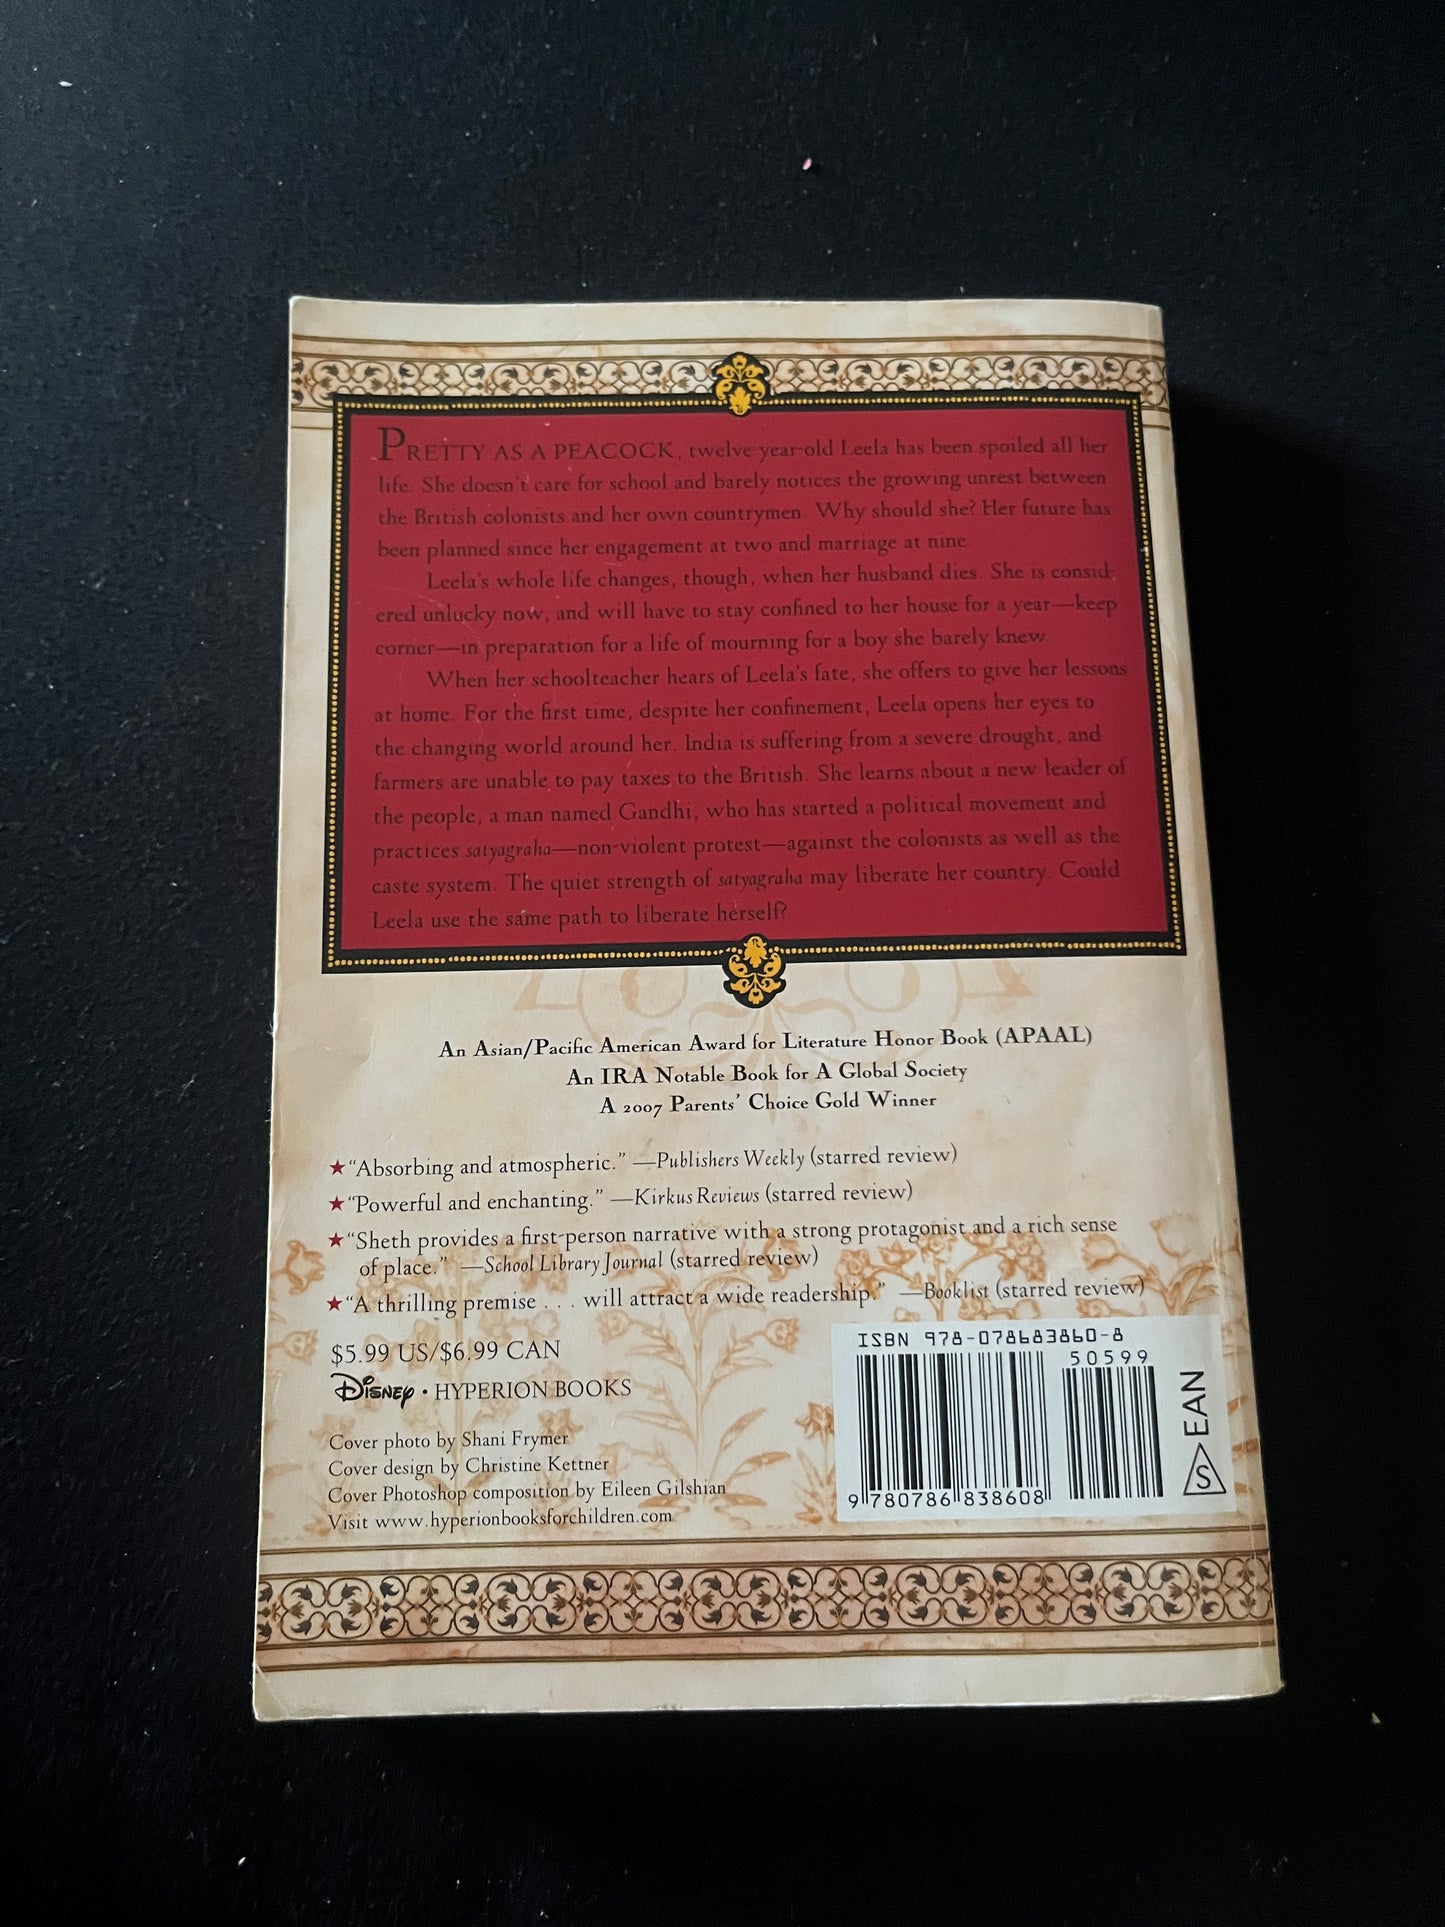 PRETTY AS A PEACOCK, twelve-year-old Leela has been spoiled all her
life. She doesn't care for school and barely notices the growing unrest between
the British colonists and her own countrymen. Why should she? Her future has
been planned since her engagement at two and marriage at nine.
Leela's whole life changes, though, when her husband dies. She is consid-
ered unlucky now, and will have to stay confined to her house for a year—keep
corner—in preparation for a life of mourning for a boy she barely knew.
When her schoolteacher hears of Leela's fate, she offers to give her lessons
at home. For the first time, despite her confinement, Leela opens her eyes to
the changing world around her. India is suffering from a severe drought, and
farmers are unable to pay taxes to the British. She learns about a new leader of
the people, a man named Gandhi, who has started a political movement and
practices satyagraha—non-violent protest—against the colonists as well as the
caste system. The quiet strength of satyagraha may liberate her country. Could
Leela use the same path to liberate herself?
An Asian/Pacific American Award for Literature Honor Book (APAAL)
An IRA Notable Book for A Global Society
A 2007 Parents' Choice Gold Winner
★“Absorbing and atmospheric.” —Publishers Weekly (starred review)
★“Powerful and enchanting.” —Kirkus Reviews (starred review)
★“Sheth provides a first-person narrative with a strong protagonist and a rich sense
of place.” —School Library Journal (starred review)
★“A thrilling premise . . . will attract a wide readership.” —Booklist (starred review)
$5.99 US/$6.99 CAN
Disney • HYPERION BOOKS
Cover photo by Shani Frymer
Cover design by Christine Kettner
Cover Photoshop composition by Eileen Gilshian
Visit www.hyperionbooksforchildren.com
ISBN 978-078683860-8
50599
9 780786 838608
S EAN